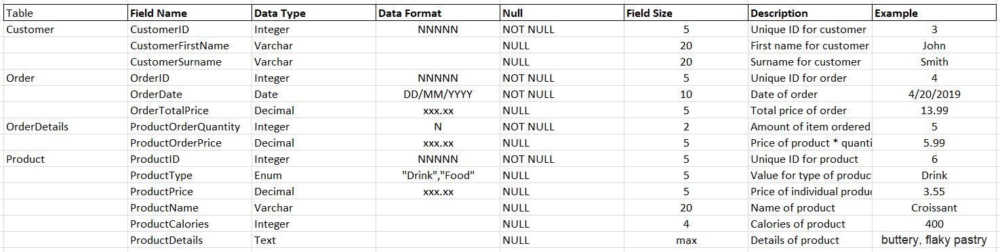 Table Field Name Data Type Data Format Null Field Size Description Example
Customer CustomerID Integer NNNNN NOT NULL 5 Unique ID for customer 3
CustomerFirstName Varchar NULL 20 First name for customer John
CustomerSurname Varchar NULL 20 Surname for customer Smith
Order OrderID Integer NNNNN NOT NULL 5 Unique ID for order 4
OrderDate Date DD/MM/YYYY NOT NULL 10 Date of order 4/20/2019
OrderTotalPrice Decimal xxx.xx NULL 5 Total price of order 13.99
OrderDetails ProductOrderQuantity Integer N NOT NULL 2 Amount of item ordered 5
ProductOrderPrice Decimal xxx.xx NULL 5 Price of product * quanti 5.99
Product ProductID Integer NNNNN NOT NULL 5 Unique ID for product 6
ProductType Enum "Drink","Food" NULL 5 Value for type of produc Drink
ProductPrice Decimal xxx.xx NULL 5 Price of individual produc 3.55
ProductName Varchar NULL 20 Name of product Croissant
ProductCalories Integer NULL 4 Calories of product 400
ProductDetails Text NULL max Details of product buttery, flaky pastry